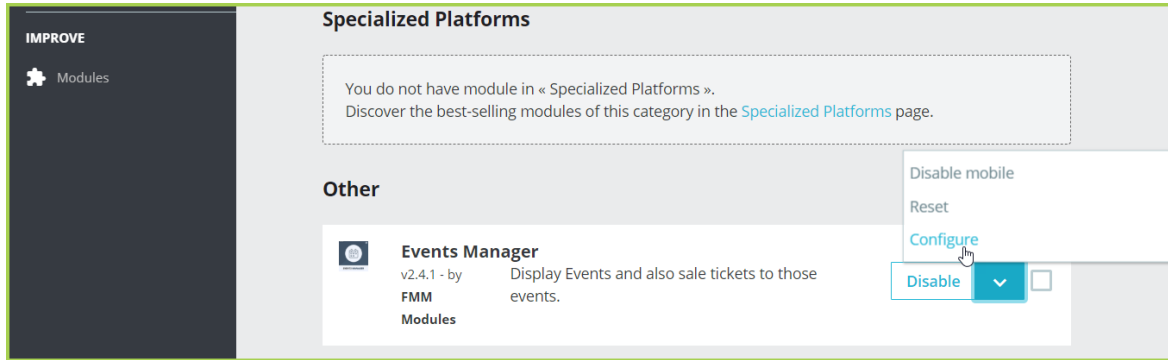 Specialized Platforms
IMPROVE
Modules
You do not have module in « Specialized Platforms ».
Discover the best-selling modules of this category in the Specialized Platforms page.
Disable mobile
Reset
Configure
Other
Events Manager
v2.4.1 - by
FMM
Modules
Display Events and also sale tickets to those
events.
Disable